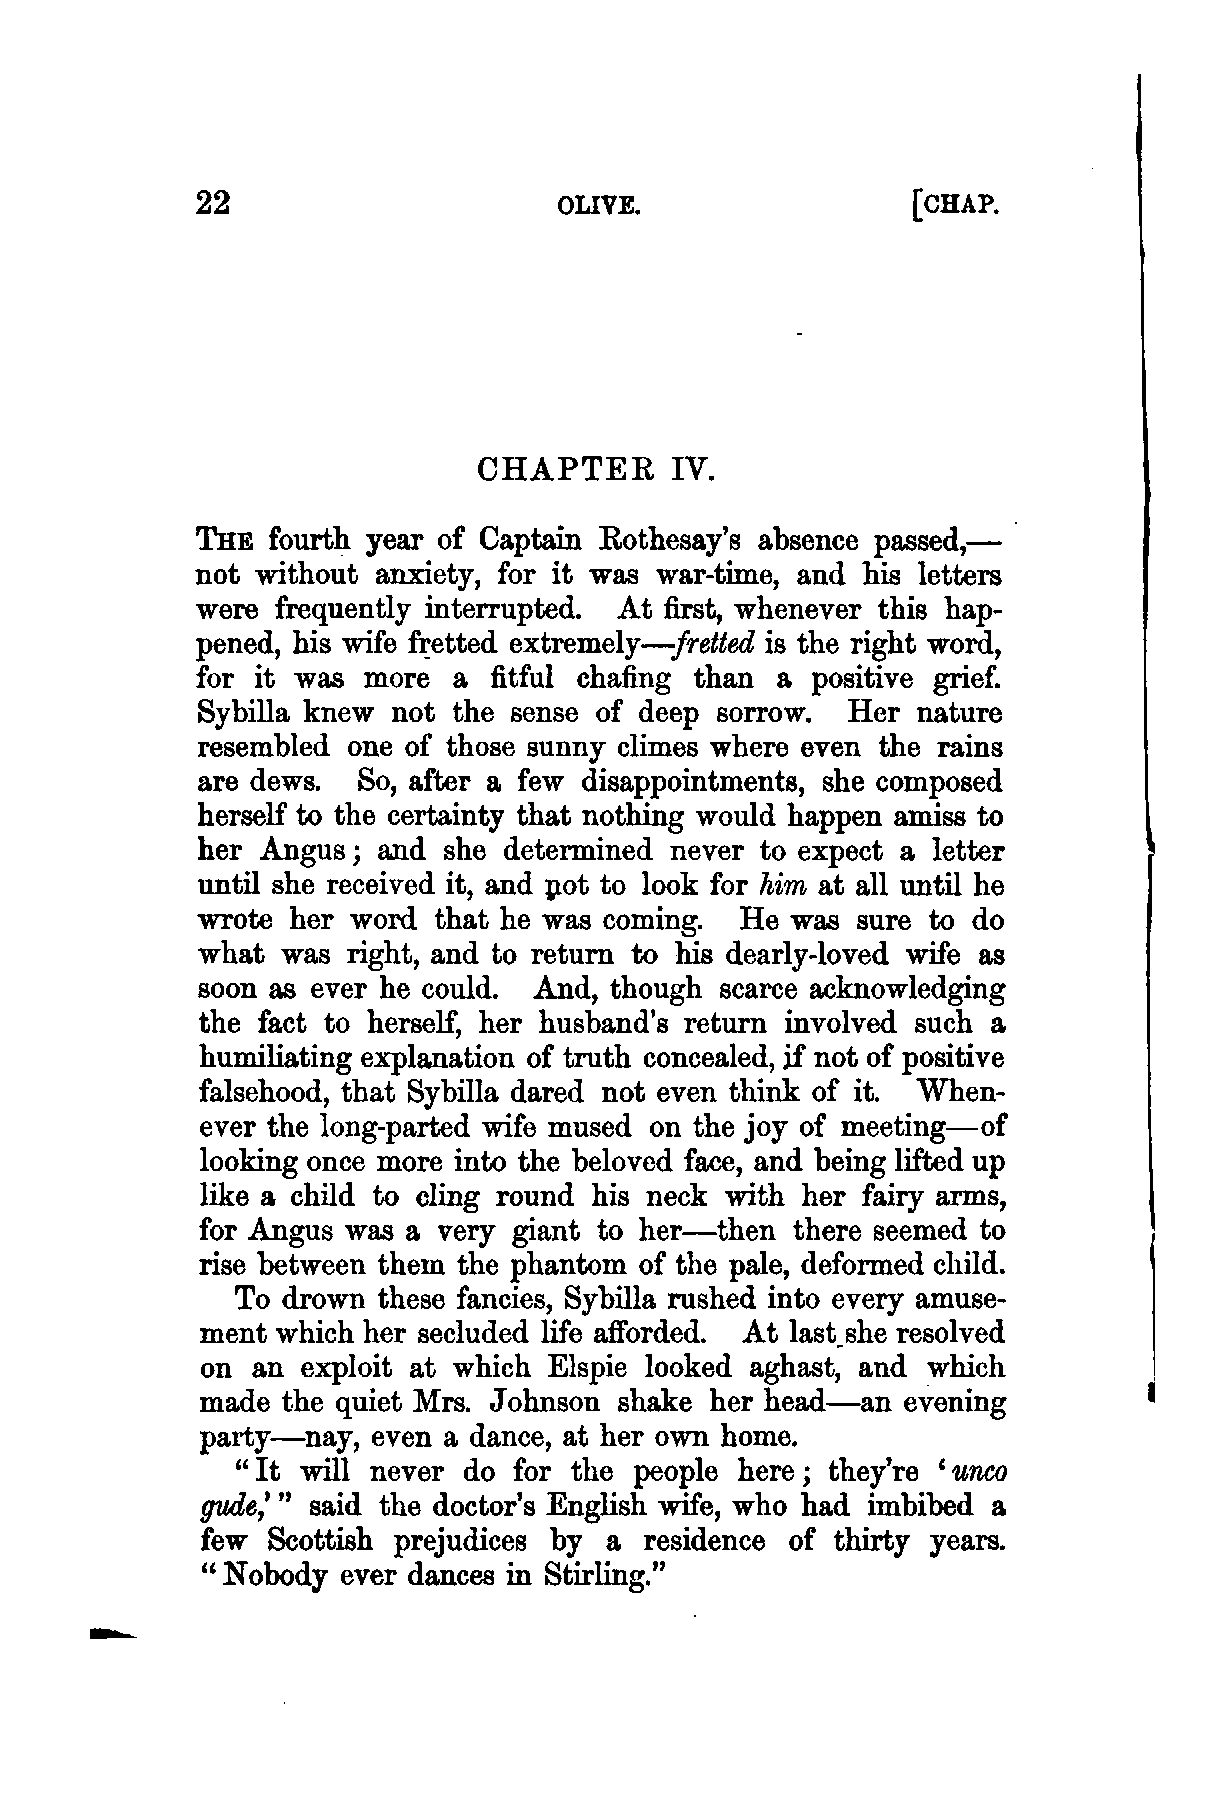 22 OLIVE. [CHAP.
CHAPTER IV.
THE fourth year of Captain Rothesay's absence passed,—
not without anxiety, for it was war-time, and his letters
were frequently interrupted. At first, whenever this hap-
pened, his wife fretted extremely—fretted is the right word,
for it was more a fitful chafing than a positive grief.
Sybilla knew not the sense of deep sorrow. Her nature
resembled one of those sunny climes where even the rains
are dews. So, after a few disappointments, she composed
herself to the certainty that nothing would happen amiss to
her Angus; and she determined never to expect a letter
until she received it, and not to look for him at all until he
wrote her word that he was coming. He was sure to do
what was right, and to return to his dearly-loved wife as
soon as ever he could. And, though scarce acknowledging
the fact to herself, her husband's return involved such a
humiliating explanation of truth concealed, if not of positive
falsehood, that Sybilla dared not even think of it. When-
ever the long-parted wife mused on the joy of meeting—of
looking once more into the beloved face, and being lifted up
like a child to cling round his neck with her fairy arms,
for Angus was a very giant to her—then there seemed to
rise between them the phantom of the pale, deformed child.
To drown these fancies, Sybilla rushed into every amuse-
ment which her secluded life afforded. At last she resolved
on an exploit at which Elspie looked aghast, and which
made the quiet Mrs. Johnson shake her head—an evening
party—nay, even a dance, at her own home.
"It will never do for the people here; they're 'unco
gude,'" said the doctor's English wife, who had imbibed a
few Scottish prejudices by a residence of thirty years.
"Nobody ever dances in Stirling."